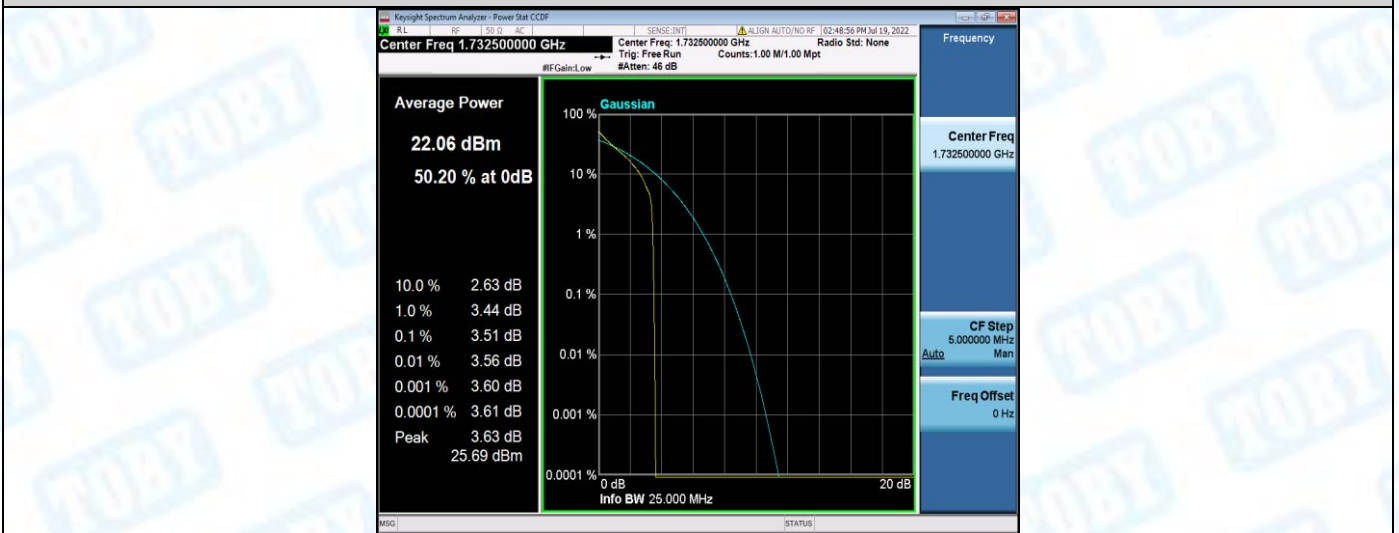 Keysight Spectrum Analyzer - Power Stat CCDF
RL RF 50 Ω AC SENSE:INT ALIGN AUTO/NO RF 02:48:56 PM Jul 19, 2022
Center Freq 1.732500000 GHz
Center Freq: 1.732500000 GHz Radio Std: None
Trig: Free Run Counts:1.00 M/1.00 Mpt
#IFGain:Low #Atten: 46 dB
Frequency
Average Power
22.06 dBm
50.20 % at 0dB
10.0 % 2.63 dB
1.0 % 3.44 dB
0.1 % 3.51 dB
0.01 % 3.56 dB
0.001 % 3.60 dB
0.0001 % 3.61 dB
Peak 3.63 dB
25.69 dBm
Gaussian
100 %
10 %
1 %
0.1 %
0.01 %
0.001 %
0.0001 %
0 dB 20 dB
Info BW 25.000 MHz
Center Freq
1.732500000 GHz
CF Step
5.000000 MHz
Auto Man
Freq Offset
0 Hz
MSG STATUS
TOBY